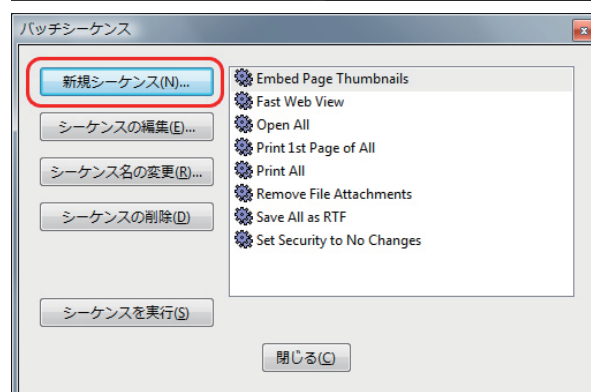 バッチシーケンス
新規シーケンス(N)...
シーケンスの編集(E)...
シーケンス名の変更(R)...
シーケンスの削除(D)
シーケンスを実行(S)
Embed Page Thumbnails
Fast Web View
Open All
Print 1st Page of All
Print All
Remove File Attachments
Save All as RTF
Set Security to No Changes
閉じる(C)